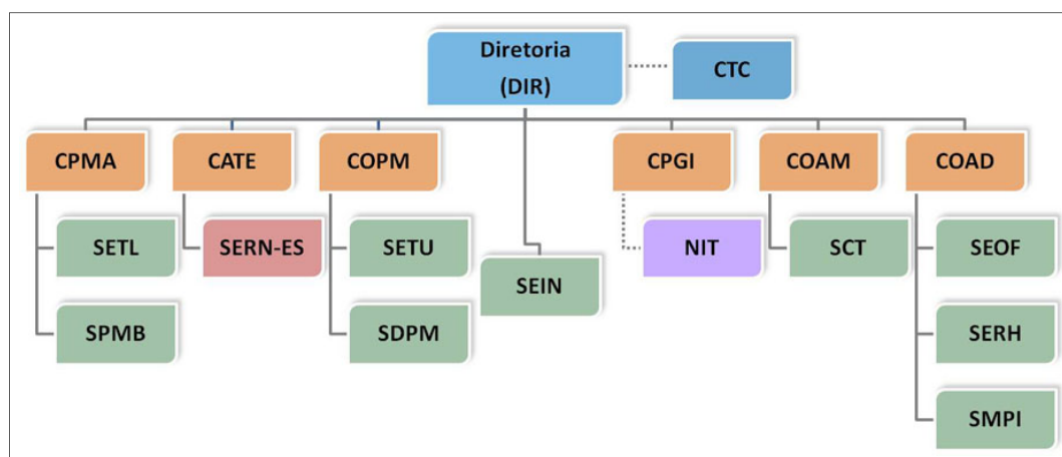 Diretoria
(DIR)
CTC
CPMA
CATE
COPM
CPGI
COAM
COAD
SETL
SERN-ES
SETU
SEIN
NIT
SCT
SEOF
SPMB
SDPM
SERH
SMPI